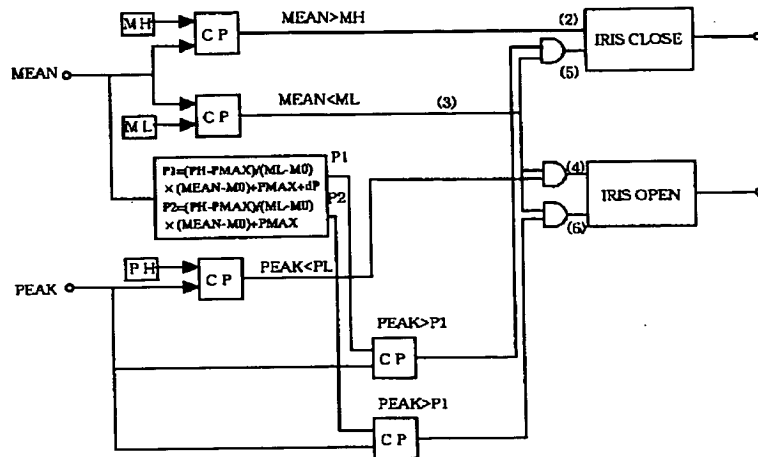 MH
CP
MEAN>MH
(2)
IRIS CLOSE
(5)
MEAN
CP
MEAN<ML
(3)
ML
P1=(PH-PMAX)/(ML-M0)
×(MEAN-M0)+PMAX+dP
P2=(PH-PMAX)/(ML-M0)
×(MEAN-M0)+PMAX
P1
P2
(4)
IRIS OPEN
(6)
PH
CP
PEAK<PL
PEAK
PEAK>P1
CP
PEAK>P1
CP